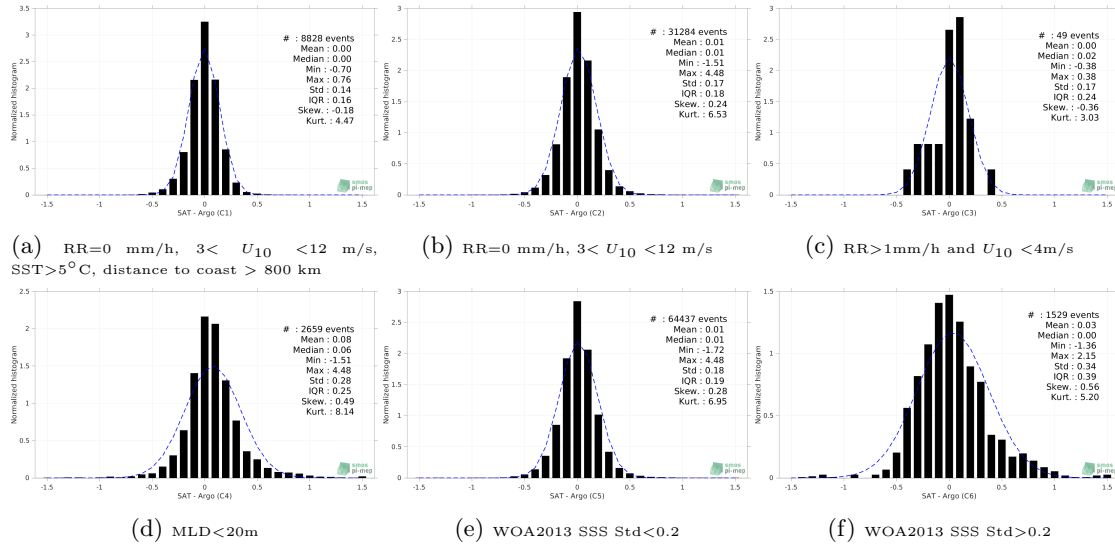 3.5
3
2.5
2
1.5
1
0.5
0
Normalized histogram
# : 8828 events
Mean : 0.00
Median : 0.00
Min : -0.70
Max : 0.76
Std : 0.14
IQR : 0.16
Skew. : -0.18
Kurt. : 4.47
smos
pi-mep
-1.5 -1 -0.5 0 0.5 1 1.5
SAT - Argo (C1)
(a) RR=0 mm/h, 3< U10 <12 m/s,
SST>5°C, distance to coast > 800 km
3
2.5
2
1.5
1
0.5
0
Normalized histogram
# : 31284 events
Mean : 0.01
Median : 0.01
Min : -1.51
Max : 4.48
Std : 0.17
IQR : 0.18
Skew. : 0.24
Kurt. : 6.53
smos
pi-mep
-1.5 -1 -0.5 0 0.5 1 1.5
SAT - Argo (C2)
(b) RR=0 mm/h, 3< U10 <12 m/s
3
2.5
2
1.5
1
0.5
0
Normalized histogram
# : 49 events
Mean : 0.00
Median : 0.02
Min : -0.38
Max : 0.38
Std : 0.17
IQR : 0.24
Skew. : -0.36
Kurt. : 3.03
smos
pi-mep
-1.5 -1 -0.5 0 0.5 1 1.5
SAT - Argo (C3)
(c) RR>1mm/h and U10 <4m/s
2.5
2
1.5
1
0.5
0
Normalized histogram
# : 2659 events
Mean : 0.08
Median : 0.06
Min : -1.51
Max : 4.48
Std : 0.28
IQR : 0.25
Skew. : 0.49
Kurt. : 8.14
smos
pi-mep
-1.5 -1 -0.5 0 0.5 1 1.5
SAT - Argo (C4)
(d) MLD<20m
3
2.5
2
1.5
1
0.5
0
Normalized histogram
# : 64437 events
Mean : 0.01
Median : 0.01
Min : -1.72
Max : 4.48
Std : 0.18
IQR : 0.19
Skew. : 0.28
Kurt. : 6.95
smos
pi-mep
-1.5 -1 -0.5 0 0.5 1 1.5
SAT - Argo (C5)
(e) WOA2013 SSS Std<0.2
1.5
1
0.5
0
Normalized histogram
# : 1529 events
Mean : 0.03
Median : 0.00
Min : -1.36
Max : 2.15
Std : 0.34
IQR : 0.39
Skew. : 0.56
Kurt. : 5.20
smos
pi-mep
-1.5 -1 -0.5 0 0.5 1 1.5
SAT - Argo (C6)
(f) WOA2013 SSS Std>0.2